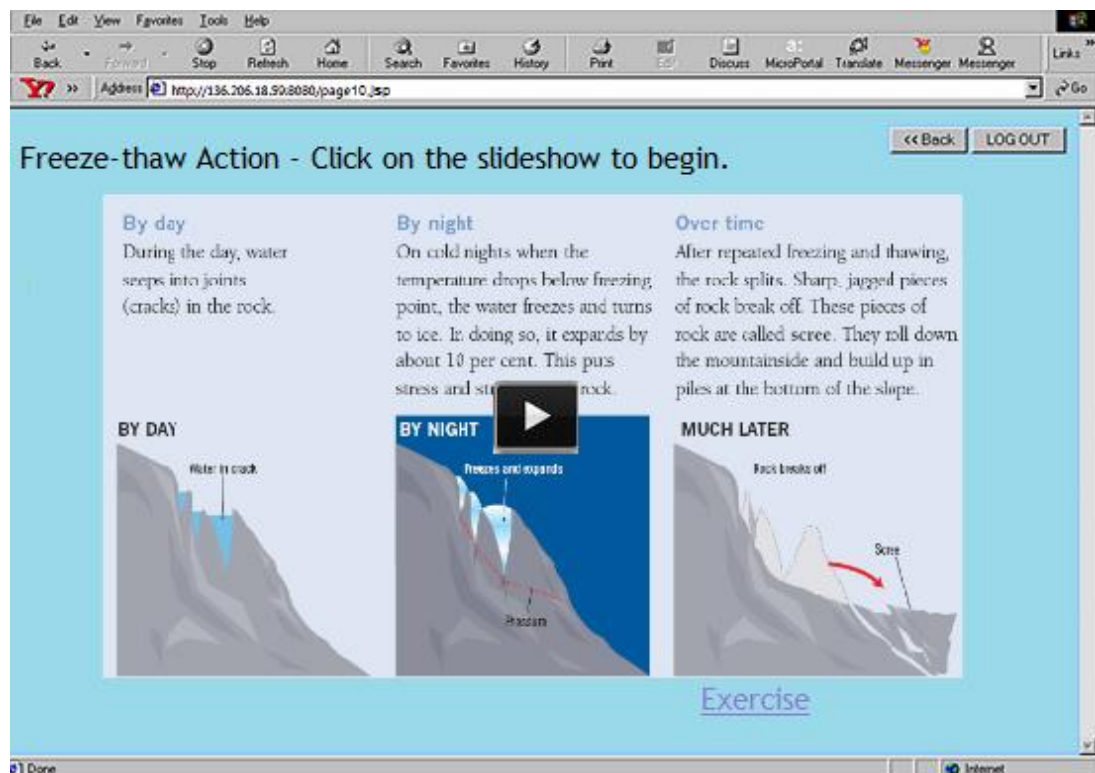 File Edit View Favorites Tools Help
Back Forward Stop Refresh Home Search Favorites History Print Edit Discuss MicroPortal Translate Messenger Messenger Links
Address http://136.206.18.59:8080/page10.jsp Go
<< Back LOG OUT
Freeze-thaw Action - Click on the slideshow to begin.
By day
During the day, water
seeps into joints
(cracks) in the rock.
By night
On cold nights when the
temperature drops below freezing
point, the water freezes and turns
to ice. In doing so, it expands by
about 10 per cent. This puts
stress and rock.
Over time
After repeated freezing and thawing,
the rock splits. Sharp, jagged pieces
of rock break off. These pieces of
rock are called scree. They roll down
the mountainside and build up in
piles at the bottom of the slope.
BY DAY
Water in crack
BY NIGHT
Freezes and expands
Pressure
MUCH LATER
Rock breaks off
Scree
Exercise
Done Internet